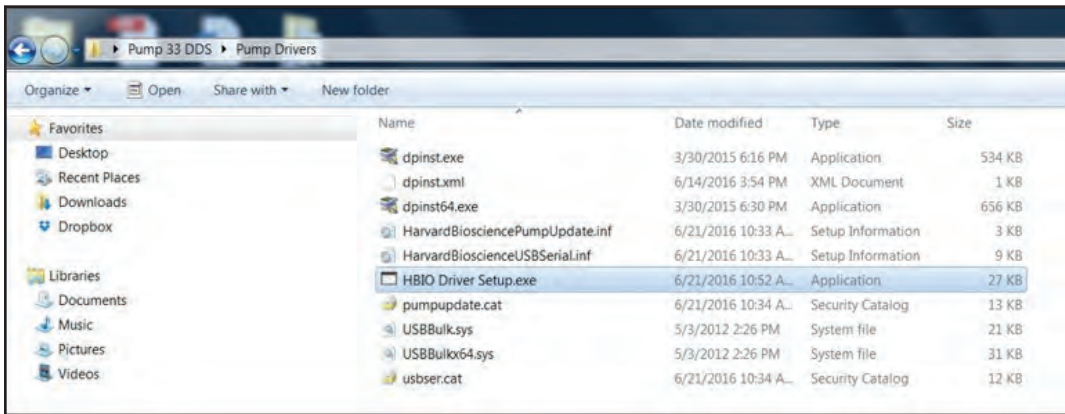 Pump 33 DDS Pump Drivers
Organize Open Share with New folder
Favorites
Desktop
Recent Places
Downloads
Dropbox
Libraries
Documents
Music
Pictures
Videos
Name Date modified Type Size
dpinst.exe 3/30/2015 6:16 PM Application 534 KB
dpinst.xml 6/14/2016 3:54 PM XML Document 1 KB
dpinst64.exe 3/30/2015 6:30 PM Application 656 KB
HarvardBiosciencePumpUpdate.inf 6/21/2016 10:33 A... Setup Information 3 KB
HarvardBioscienceUSBSerial.inf 6/21/2016 10:33 A... Setup Information 9 KB
HBIO Driver Setup.exe 6/21/2016 10:52 A... Application 27 KB
pumpupdate.cat 6/21/2016 10:34 A... Security Catalog 13 KB
USBBulk.sys 5/3/2012 2:26 PM System file 21 KB
USBBulkx64.sys 5/3/2012 2:26 PM System file 31 KB
usbser.cat 6/21/2016 10:34 A... Security Catalog 12 KB